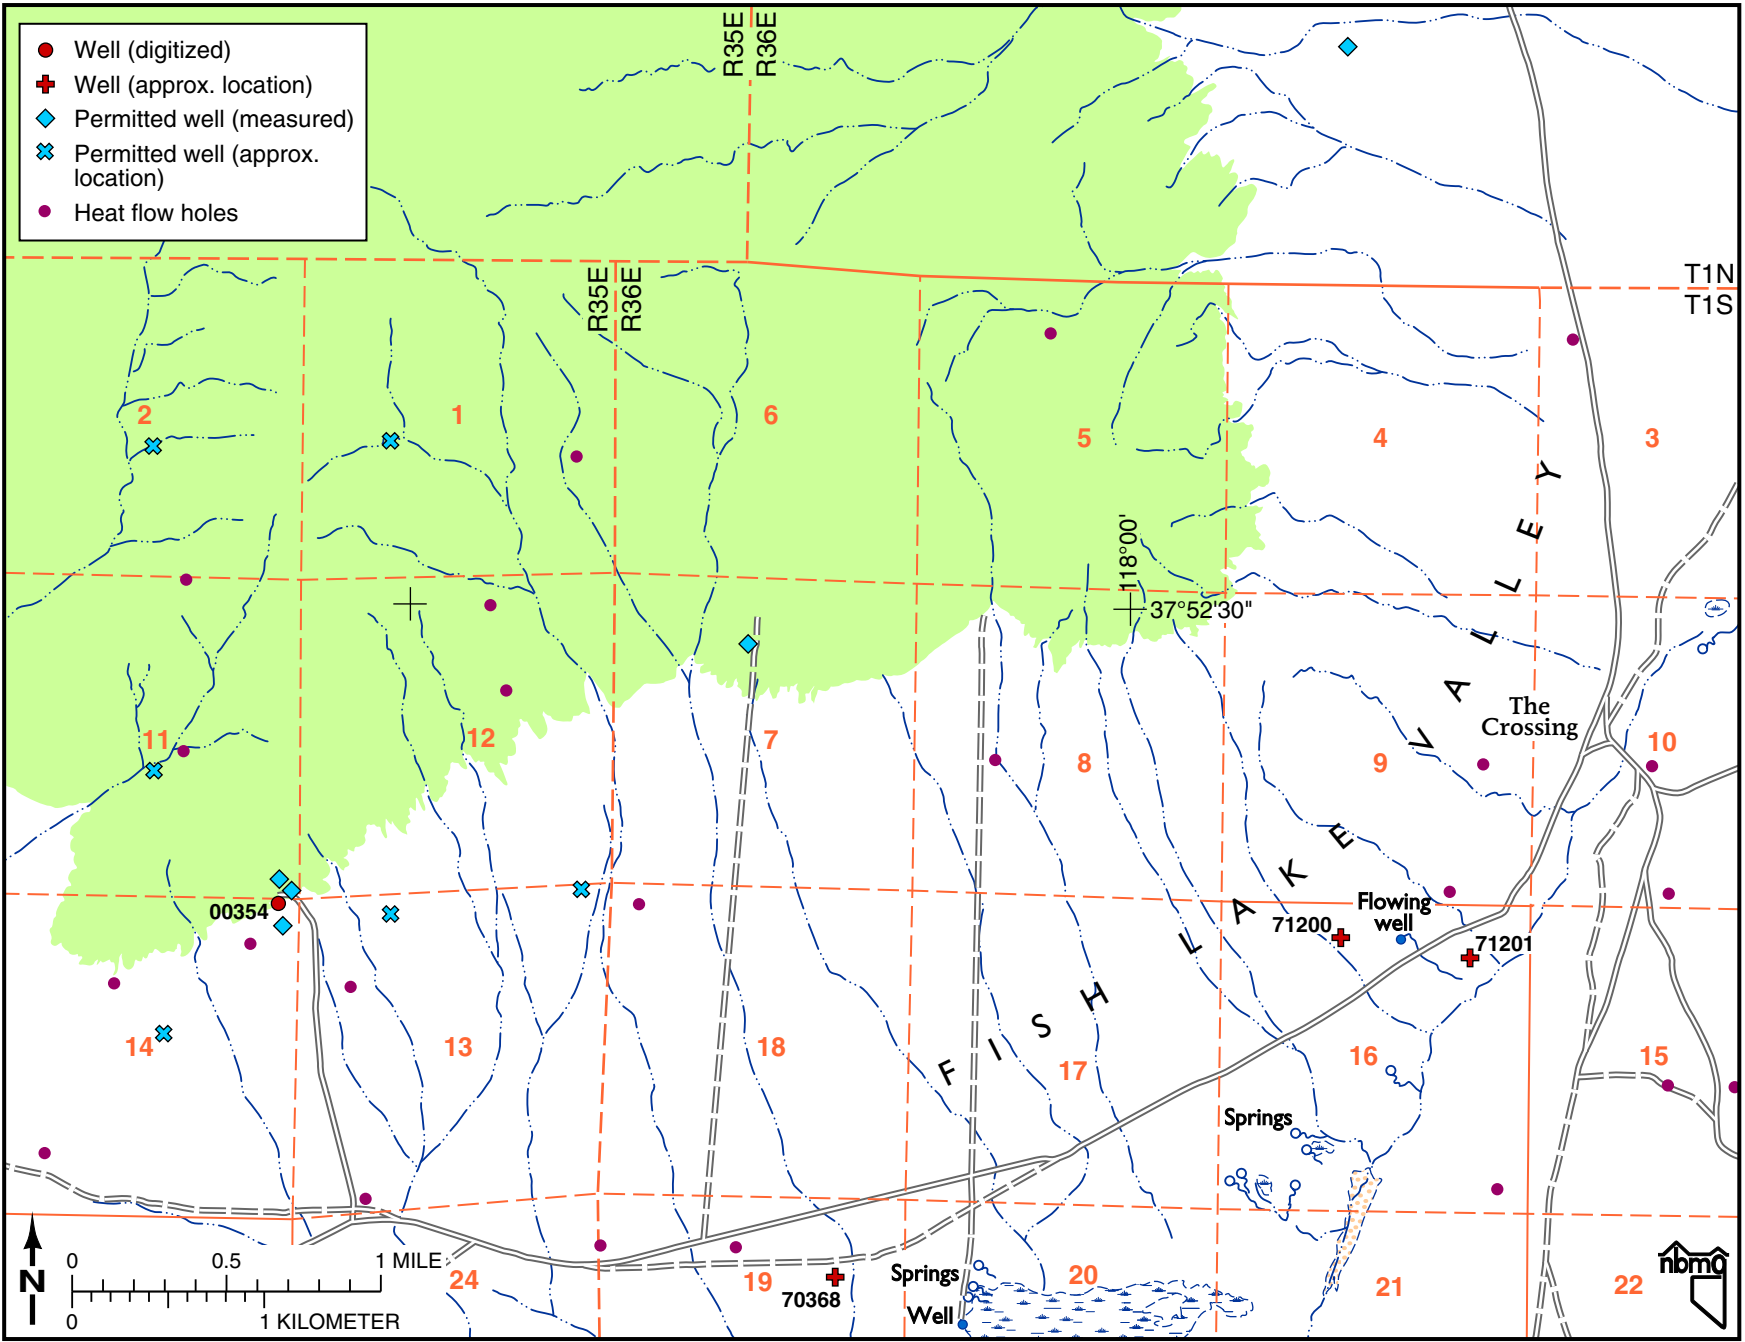 Well (digitized)
Well (approx. location)
Permitted well (measured)
Permitted well (approx.
location)
Heat flow holes
R35E
R36E
T1N
T1S
R35E
R36E
2
1
6
5
4
3
118°00'
37°52'30"
The
Crossing
11
12
7
8
9
10
FISH LAKE VALLEY
00354
71200
Flowing
well
71201
14
13
18
17
16
15
Springs
N
0 0.5 1 MILE
0 1 KILOMETER
24
19
70368
Springs
Well
20
21
22
nbmg